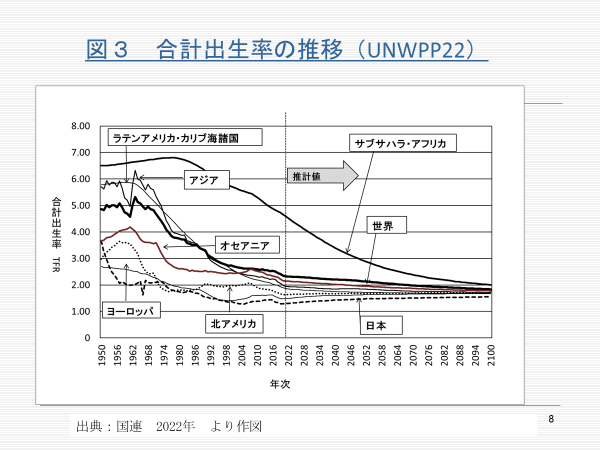 図３　合計出生率の推移（UNWPP22）
8.00
7.00
6.00
5.00
4.00
3.00
2.00
1.00
0
合計出生率 TFR
ラテンアメリカ・カリブ海諸国
サブサハラ・アフリカ
アジア
推計値
世界
オセアニア
ヨーロッパ
北アメリカ
日本
1950 1956 1962 1968 1974 1980 1986 1992 1998 2004 2010 2016 2022 2028 2034 2040 2046 2052 2058 2064 2070 2076 2082 2088 2094 2100
年次
出典：国連　2022年　より作図
8